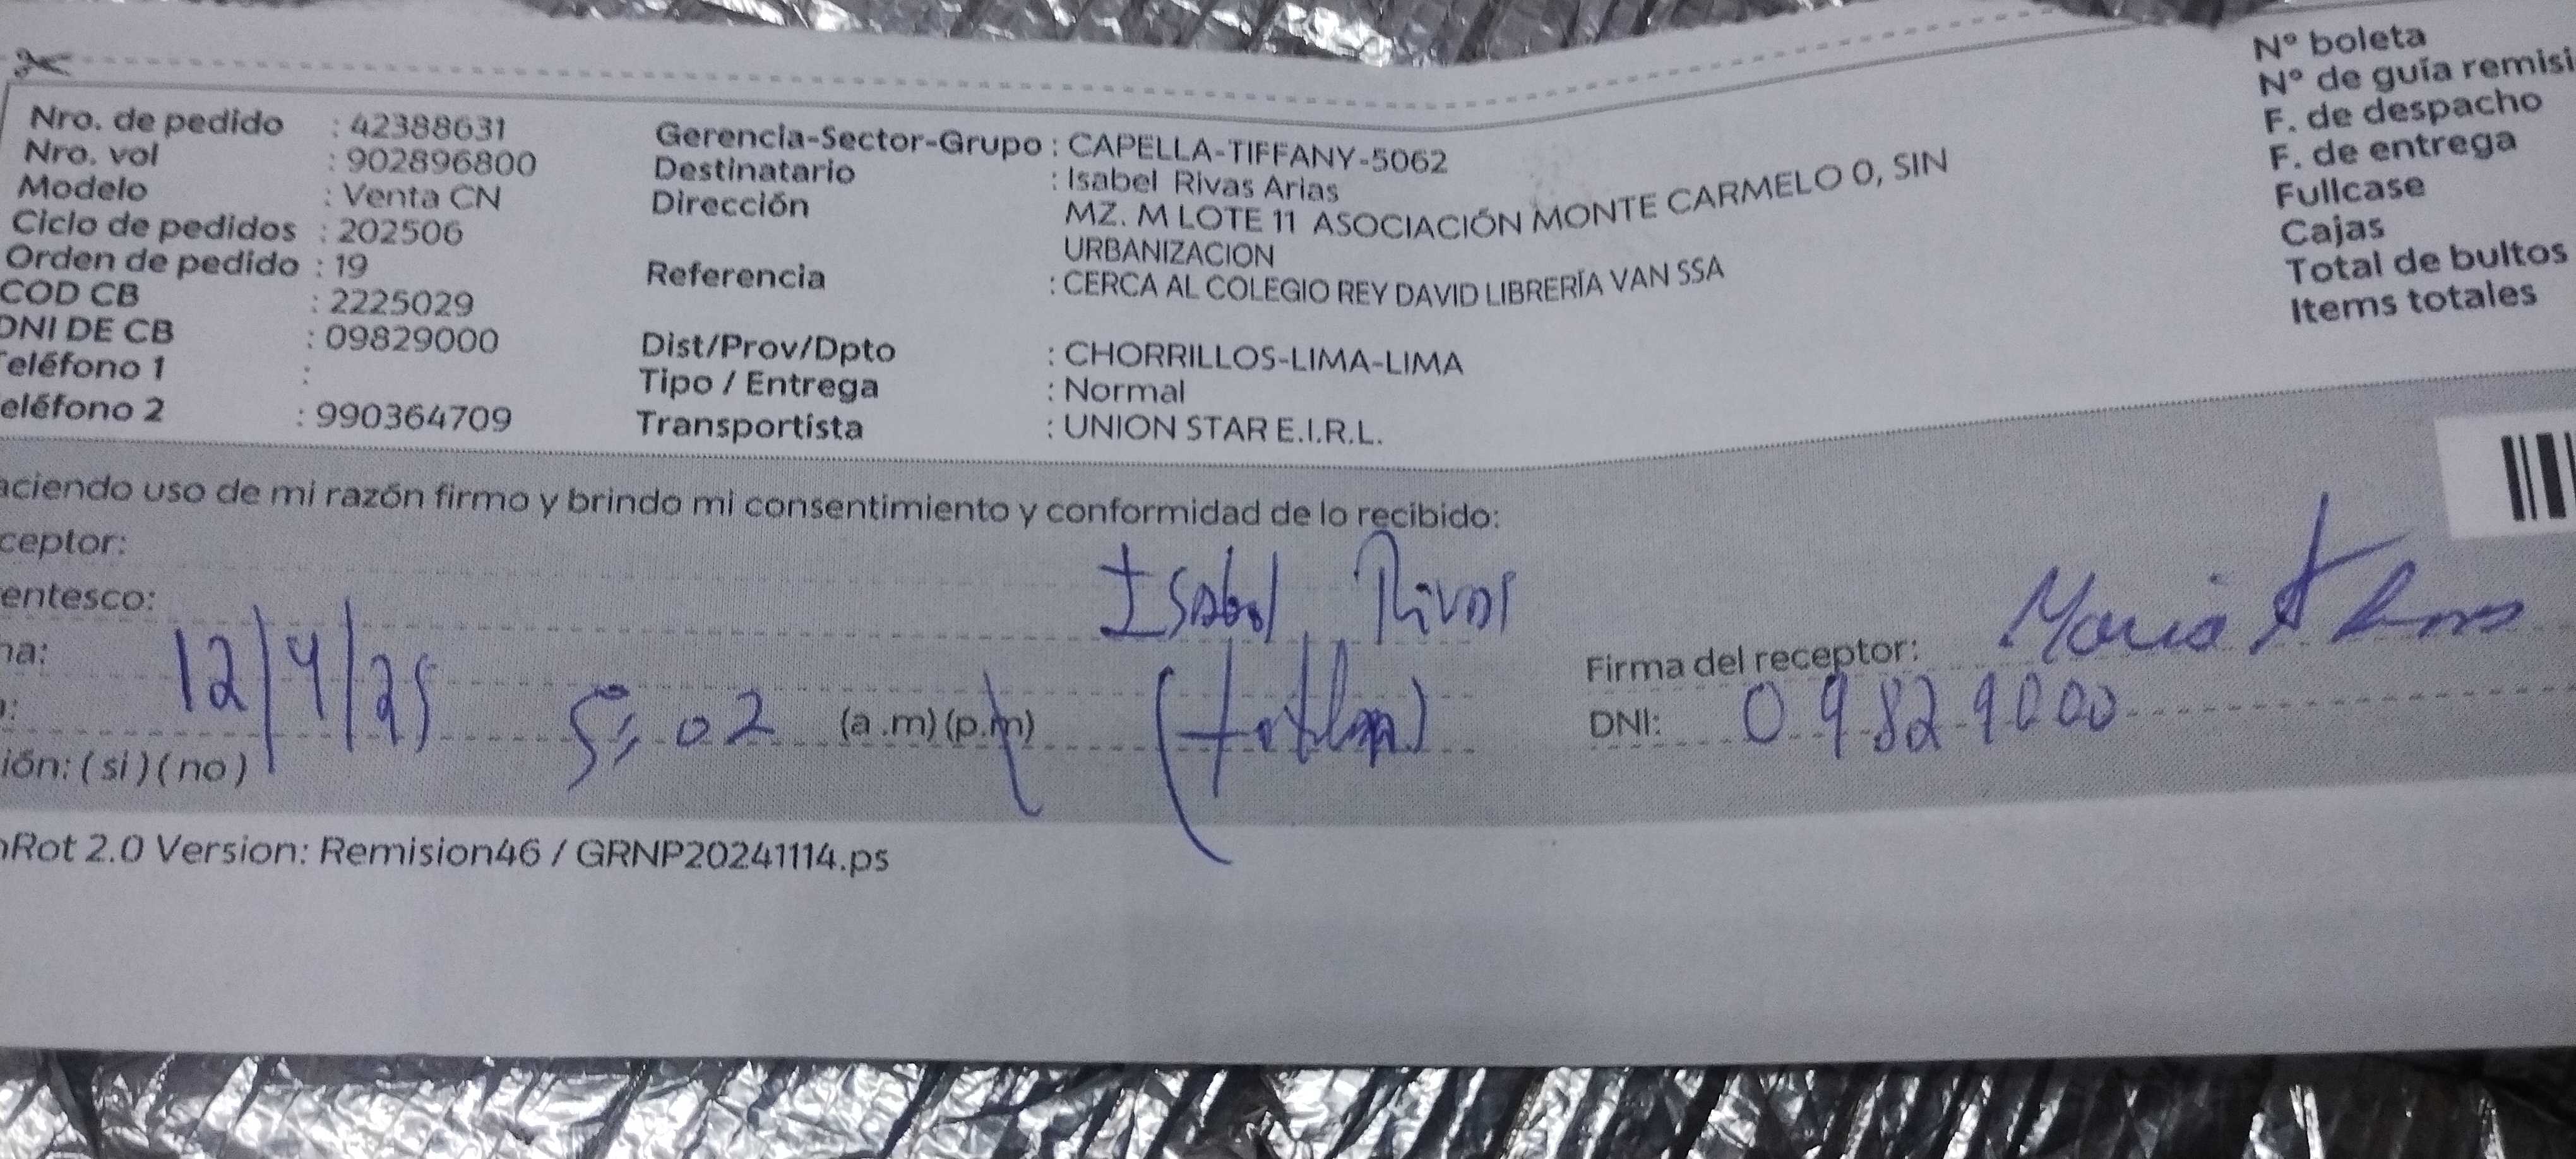 Nro. de pedido : 42388631
Nro. vol : 902896800
Modelo : Venta CN
Ciclo de pedidos : 202506
Orden de pedido : 19
COD CB : 2225029
DNI DE CB : 09829000
eléfono 1 :
eléfono 2 : 990364709
Gerencia-Sector-Grupo : CAPELLA-TIFFANY-5062
Destinatario : Isabel Rivas Arias
Dirección MZ. M LOTE 11 ASOCIACIÓN MONTE CARMELO 0, SIN
URBANIZACION
Referencia : CERCA AL COLEGIO REY DAVID LIBRERÍA VAN SSA
Dist/Prov/Dpto : CHORRILLOS-LIMA-LIMA
Tipo / Entrega : Normal
Transportista : UNION STAR E.I.R.L.
N° boleta
N° de guía remisi
F. de despacho
F. de entrega
Fullcase
Cajas
Total de bultos
Items totales
aciendo uso de mi razón firmo y brindo mi consentimiento y conformidad de lo recibido:
ceptor:
entesco:
Isabel Rivas
na: 12/4/25
5:02 (a.m) (p.m)
ión: ( si ) ( no )
Firma del receptor: Maria
DNI: 09829000
Rot 2.0 Version: Remision46 / GRNP20241114.ps